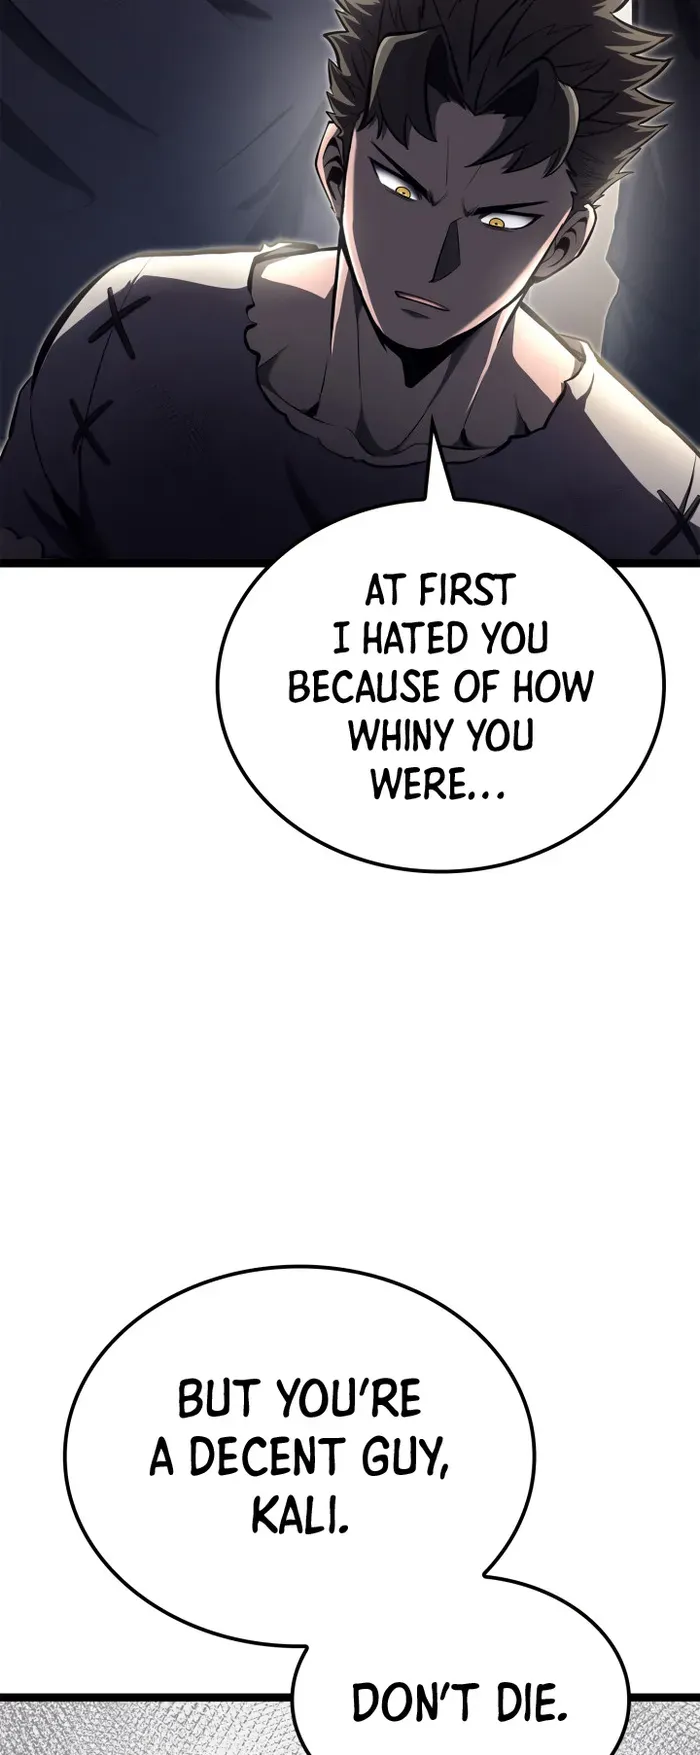 AT FIRST
I HATED YOU
BECAUSE OF HOW
WHINY YOU
WERE...
BUT YOU'RE
A DECENT GUY,
KALI.
DON'T DIE.